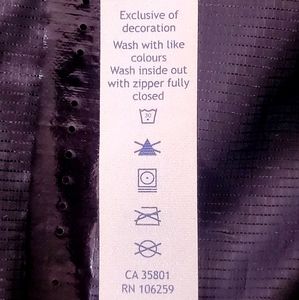 Exclusive of
decoration
Wash with like
colours
Wash inside out
with zipper fully
closed
30
CA 35801
RN 106259